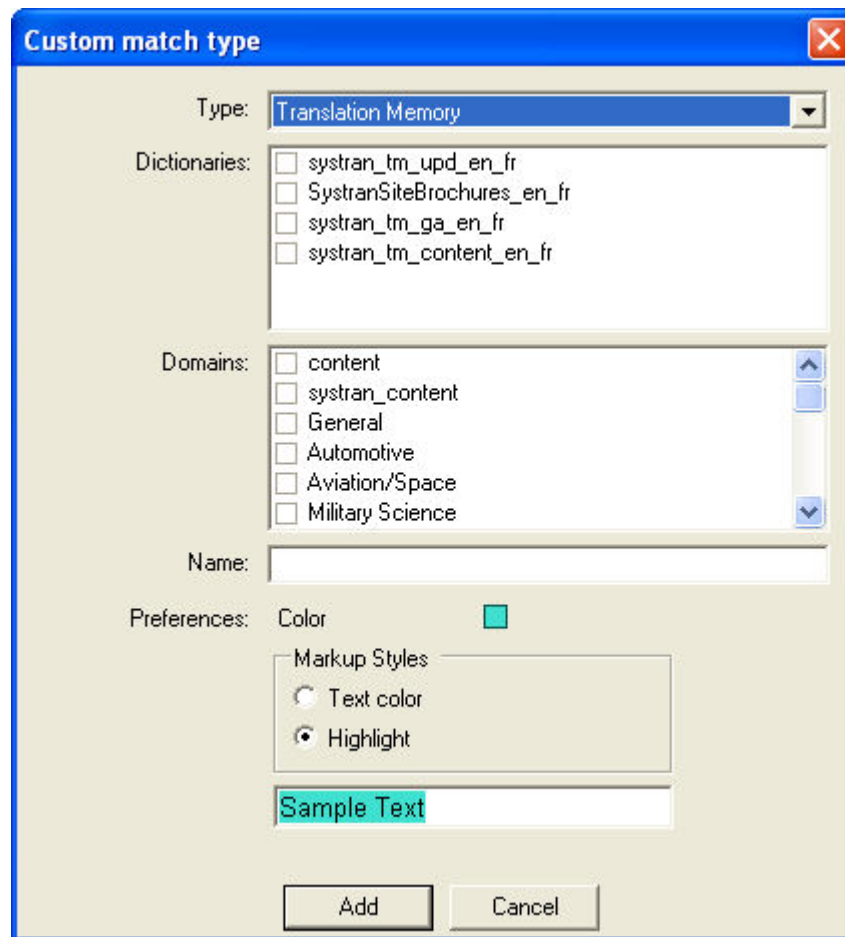 Custom match type
Type: Translation Memory
Dictionaries: systran_tm_upd_en_fr
SystranSiteBrochures_en_fr
systran_tm_ga_en_fr
systran_tm_content_en_fr
Domains: content
systran_content
General
Automotive
Aviation/Space
Military Science
Name:
Preferences: Color
Markup Styles
Text color
Highlight
Sample Text
Add Cancel